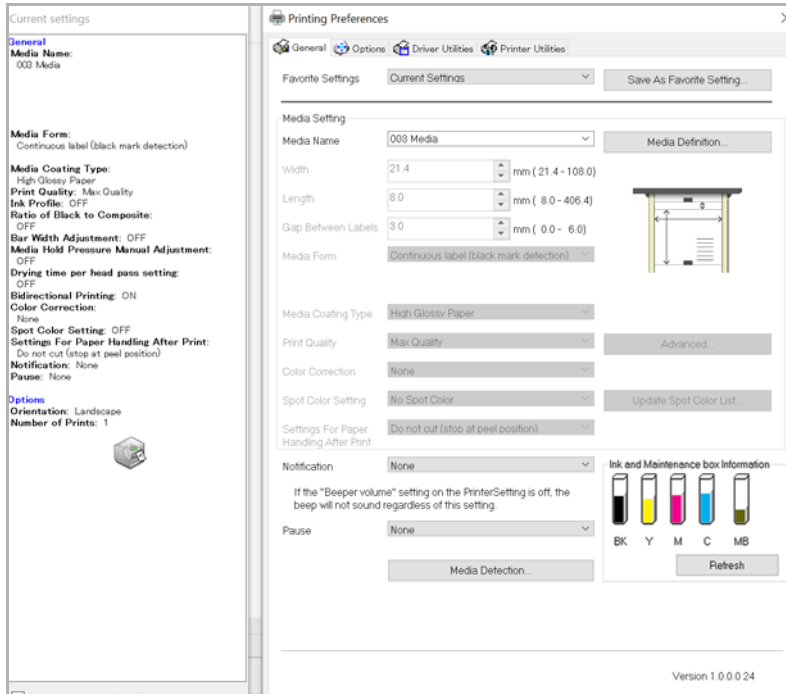 Current settings
General
Media Name:
003 Media
Media Form:
Continuous label (black mark detection)
Media Coating Type:
High Glossy Paper
Print Quality: Max Quality
Ink Profile: OFF
Ratio of Black to Composite:
OFF
Bar Width Adjustment: OFF
Media Hold Pressure Manual Adjustment:
OFF
Drying time per head pass setting:
OFF
Bidirectional Printing: ON
Color Correction:
None
Spot Color Setting: OFF
Settings For Paper Handling After Print:
Do not cut (stop at peel position)
Notification: None
Pause: None
Options
Orientation: Landscape
Number of Prints: 1
Printing Preferences
General Options Driver Utilities Printer Utilities
Favorite Settings Current Settings Save As Favorite Setting...
Media Setting
Media Name 003 Media Media Definition...
Width 21.4 mm ( 21.4 - 108.0)
Length 8.0 mm ( 8.0 - 406.4)
Gap Between Labels 3.0 mm ( 0.0 - 6.0)
Media Form Continuous label (black mark detection)
Media Coating Type High Glossy Paper
Print Quality Max Quality Advanced...
Color Correction None
Spot Color Setting No Spot Color Update Spot Color List...
Settings For Paper
Handling After Print Do not cut (stop at peel position)
Notification None
If the "Beeper volume" setting on the PrinterSetting is off, the
beep will not sound regardless of this setting.
Pause None
Media Detection...
Ink and Maintenance box Information
BK Y M C MB
Refresh
Version 1.0.0.0 24